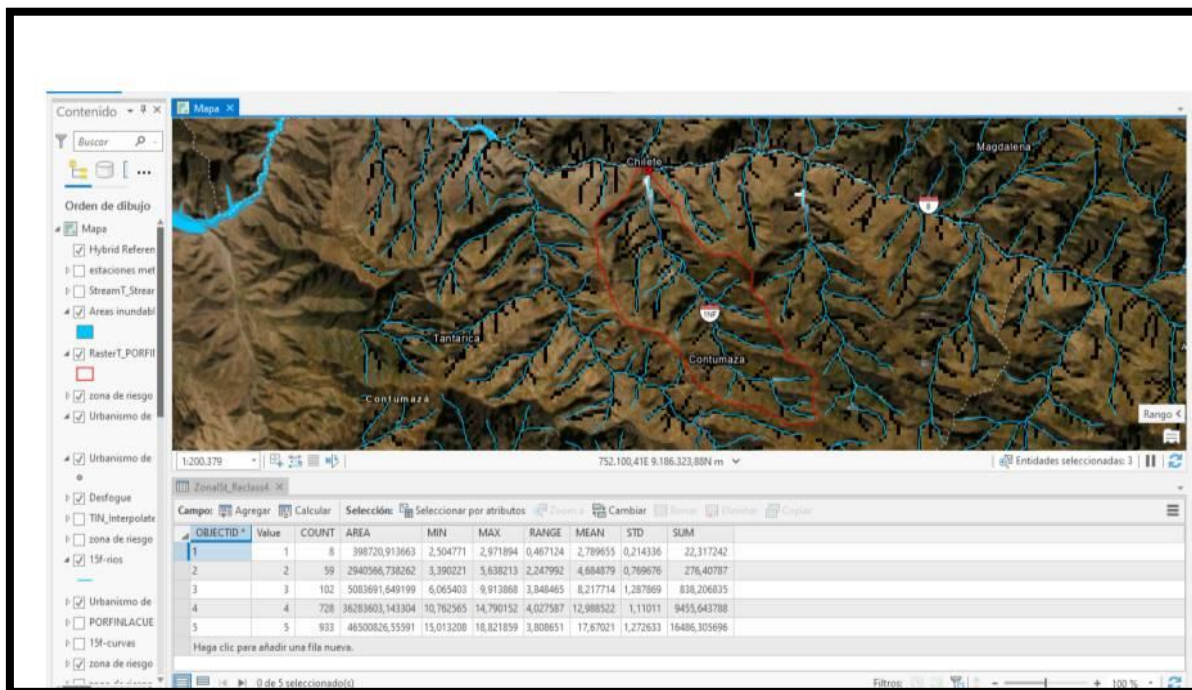 Contenido
Mapa
Buscar
Orden de dibujo
Mapa
Hybrid Referen
estaciones met
StreamT_Strear
Areas inundabl
RasterT_PORFII
zona de riesgo
Urbanismo de
Urbanismo de
Desfogue
TIN_Interpolate
zona de riesgo
15f-rios
Urbanismo de
PORFINLACUE
15f-curvas
zona de riesgo
Chilete
Magdalena
8
1NF
Tantarica
Contumaza
Contumazá
Rango
1:200.379
752.100,41E 9.186.323,88N m
Entidades seleccionadas: 3
ZonalSt_Reclass4
Campo: Agregar Calcular Selección: Seleccionar por atributos Zoom a Cambiar Borrar Eliminar Copiar
OBJECTID * Value COUNT AREA MIN MAX RANGE MEAN STD SUM
1 1 8 398720,913663 2,504771 2,971894 0,467124 2,789655 0,214336 22,317242
2 2 59 2940566,738262 3,390221 5,638213 2,247992 4,684879 0,769676 276,40787
3 3 102 5083691,649199 6,065403 9,913868 3,848465 8,217714 1,287869 838,206835
4 4 728 36283603,143304 10,762565 14,790152 4,027587 12,988522 1,11011 9455,643788
5 5 933 46500826,55591 15,013208 18,821859 3,808651 17,67021 1,272633 16486,305696
Haga clic para añadir una fila nueva.
0 de 5 seleccionado(s)
Filtros:
100 %